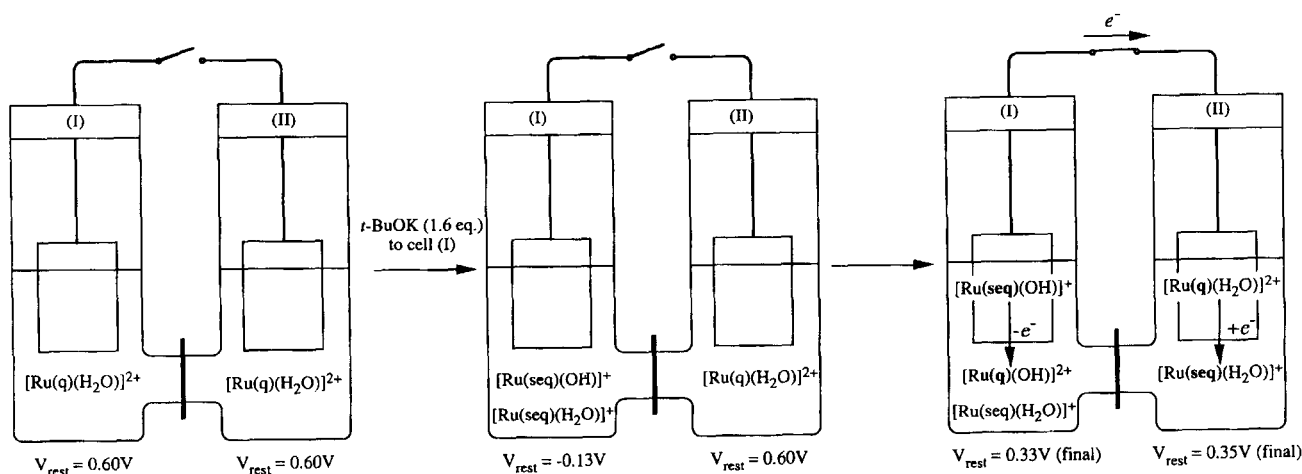 (I)
(II)
[Ru(q)(H₂O)]²⁺
[Ru(q)(H₂O)]²⁺
V_rest = 0.60V
V_rest = 0.60V
t-BuOK (1.6 eq.)
to cell (I)
(I)
(II)
[Ru(seq)(OH)]⁺
[Ru(seq)(H₂O)]⁺
[Ru(q)(H₂O)]²⁺
V_rest = -0.13V
V_rest = 0.60V
e⁻
(I)
(II)
[Ru(seq)(OH)]⁺
[Ru(q)(H₂O)]²⁺
-e⁻
+e⁻
[Ru(q)(OH)]²⁺
[Ru(seq)(H₂O)]⁺
[Ru(seq)(H₂O)]⁺
V_rest = 0.33V (final)
V_rest = 0.35V (final)